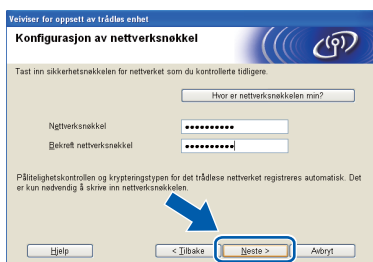 Veiviser for oppsett av trådløs enhet
Konfigurasjon av nettverksnøkkel
Tast inn sikkerhetsnøkkelen for nettverket som du kontrollerte tidligere.
Hvor er nettverksnøkkelen min?
Nettverksnøkkel
Bekreft nettverksnøkkel
Pålitelighetskontrollen og krypteringstypen for det trådløse nettverket registreres automatisk. Det
er kun nødvendig å skrive inn nettverksnøkkelen.
Hjelp
< Tilbake
Neste >
Avbryt